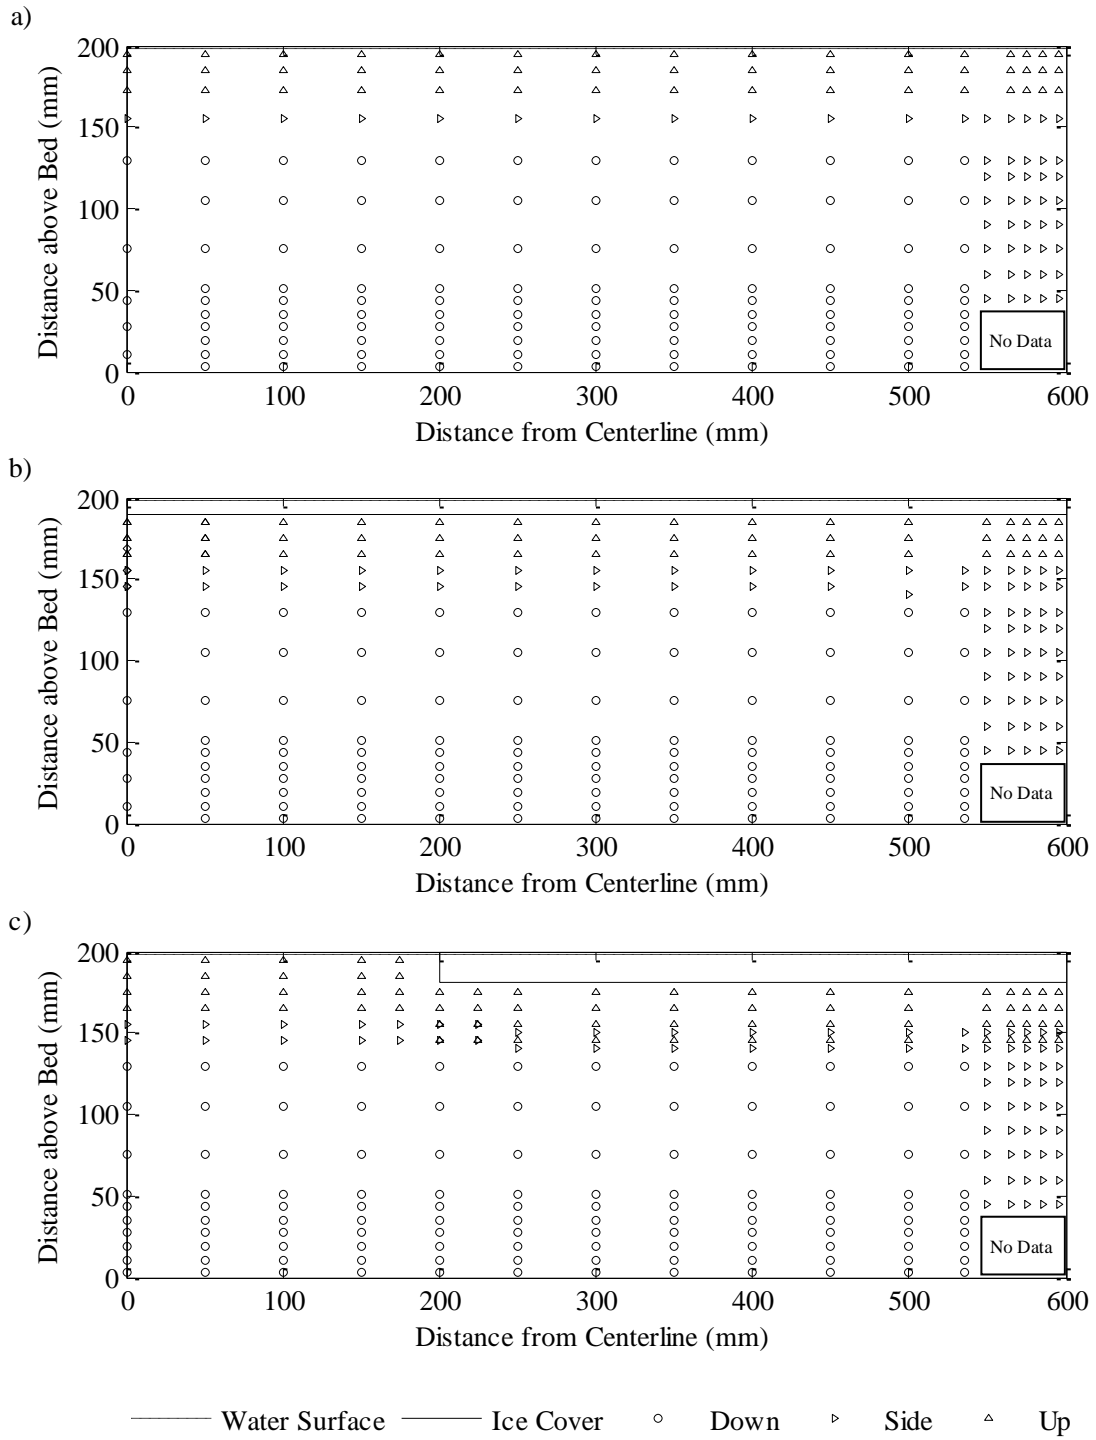 a)
200
150
100
50
0
Distance above Bed (mm)
No Data
0 100 200 300 400 500 600
Distance from Centerline (mm)
b)
200
150
100
50
0
Distance above Bed (mm)
No Data
0 100 200 300 400 500 600
Distance from Centerline (mm)
c)
200
150
100
50
0
Distance above Bed (mm)
No Data
0 100 200 300 400 500 600
Distance from Centerline (mm)
Water Surface Ice Cover Down Side Up